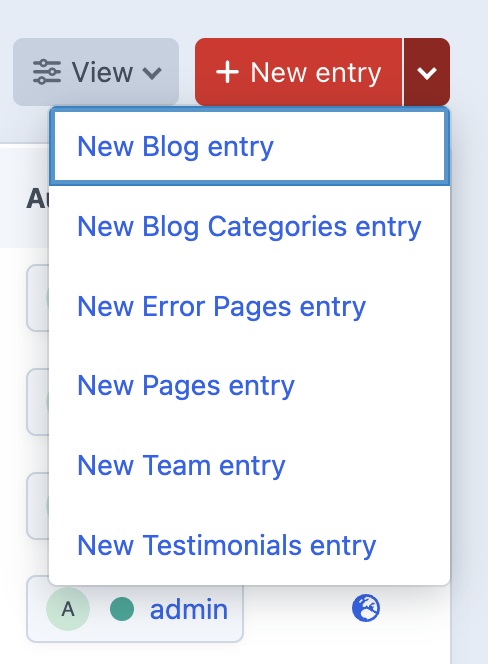 View
New entry
New Blog entry
New Blog Categories entry
New Error Pages entry
New Pages entry
New Team entry
New Testimonials entry
A admin